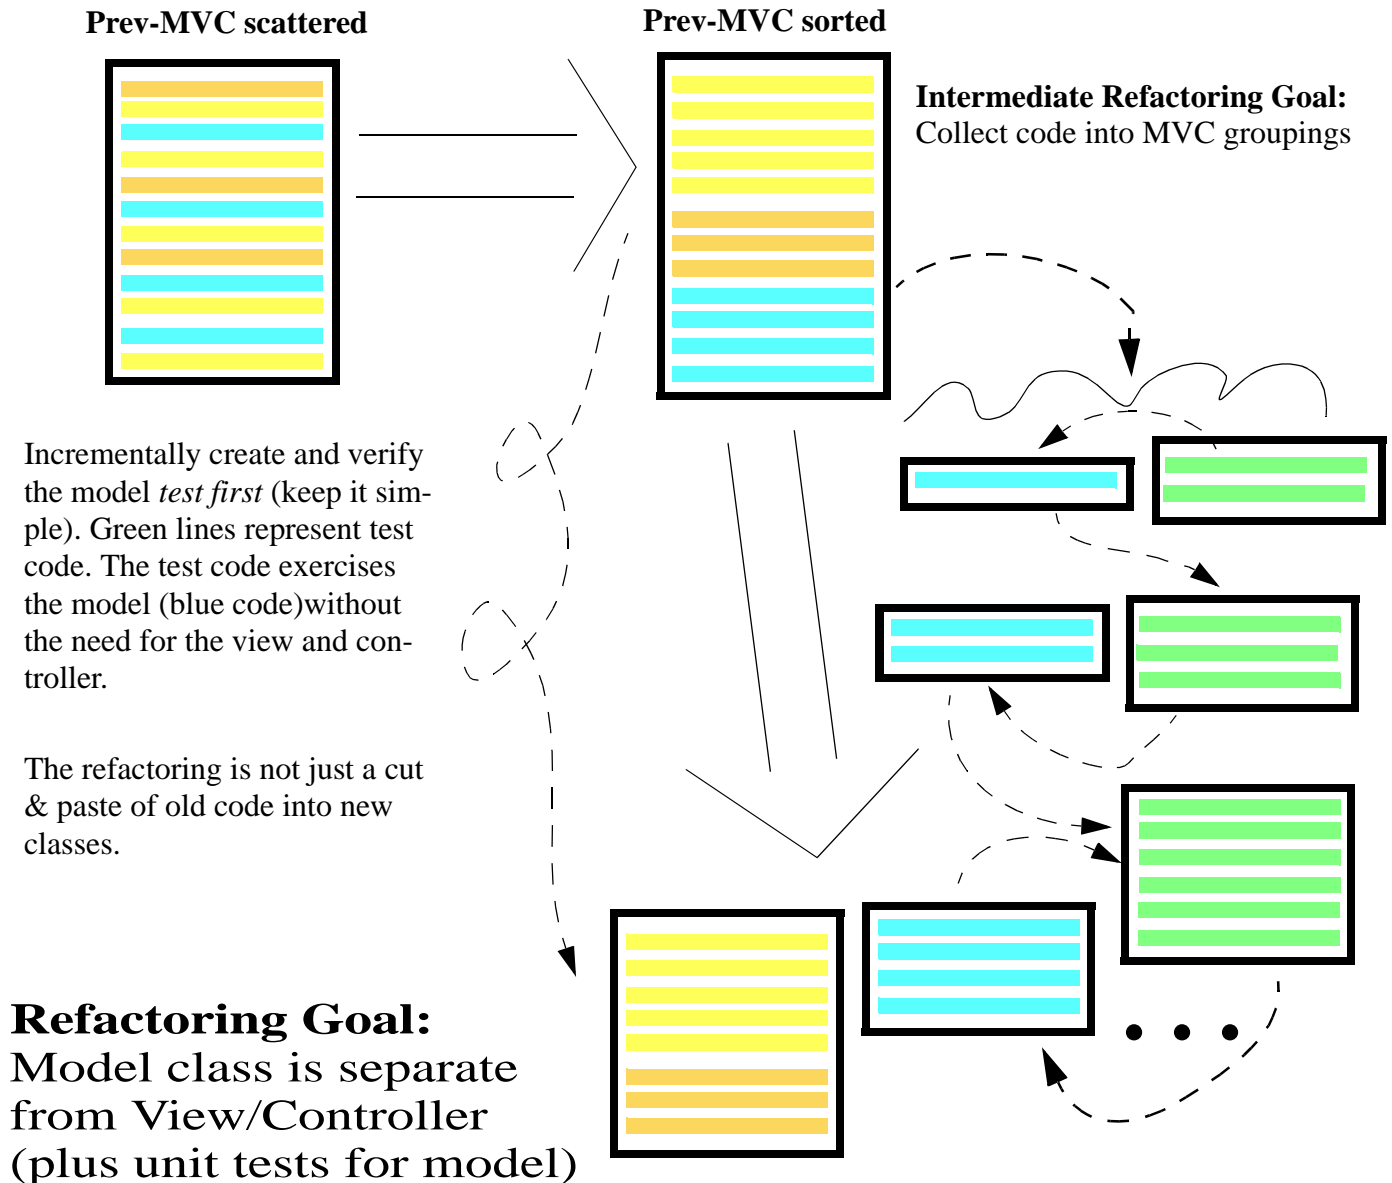 Prev-MVC scattered
Prev-MVC sorted
Intermediate Refactoring Goal:
Collect code into MVC groupings
Incrementally create and verify
the model test first (keep it sim-
ple). Green lines represent test
code. The test code exercises
the model (blue code)without
the need for the view and con-
troller.
The refactoring is not just a cut
& paste of old code into new
classes.
Refactoring Goal:
Model class is separate
from View/Controller
(plus unit tests for model)